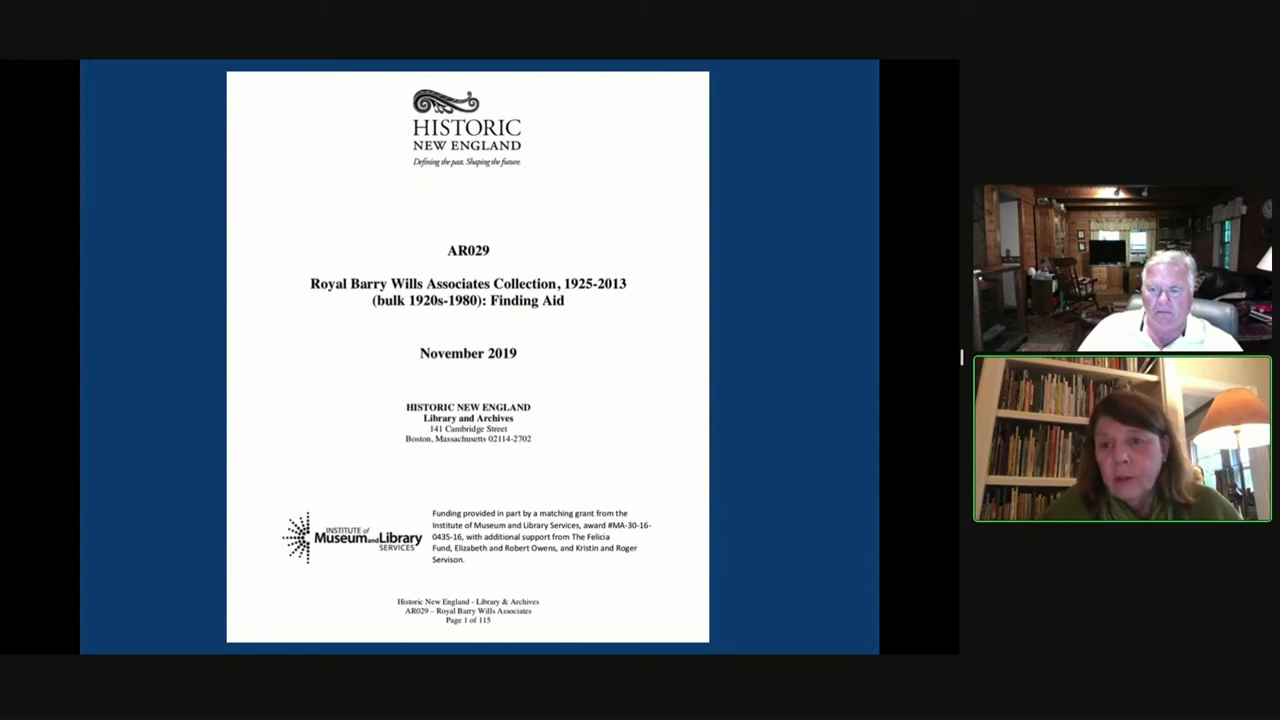 HISTORIC
NEW ENGLAND
Defining the past. Shaping the future.
AR029
Royal Barry Wills Associates Collection, 1925-2013
(bulk 1920s-1980): Finding Aid
November 2019
HISTORIC NEW ENGLAND
Library and Archives
141 Cambridge Street
Boston, Massachusetts 02114-2702
INSTITUTE of
Museum and Library
SERVICES
Funding provided in part by a matching grant from the
Institute of Museum and Library Services, award #MA-30-16-
0435-16, with additional support from The Felicia
Fund, Elizabeth and Robert Owens, and Kristin and Roger
Servison.
Historic New England - Library & Archives
AR029 – Royal Barry Wills Associates
Page 1 of 115